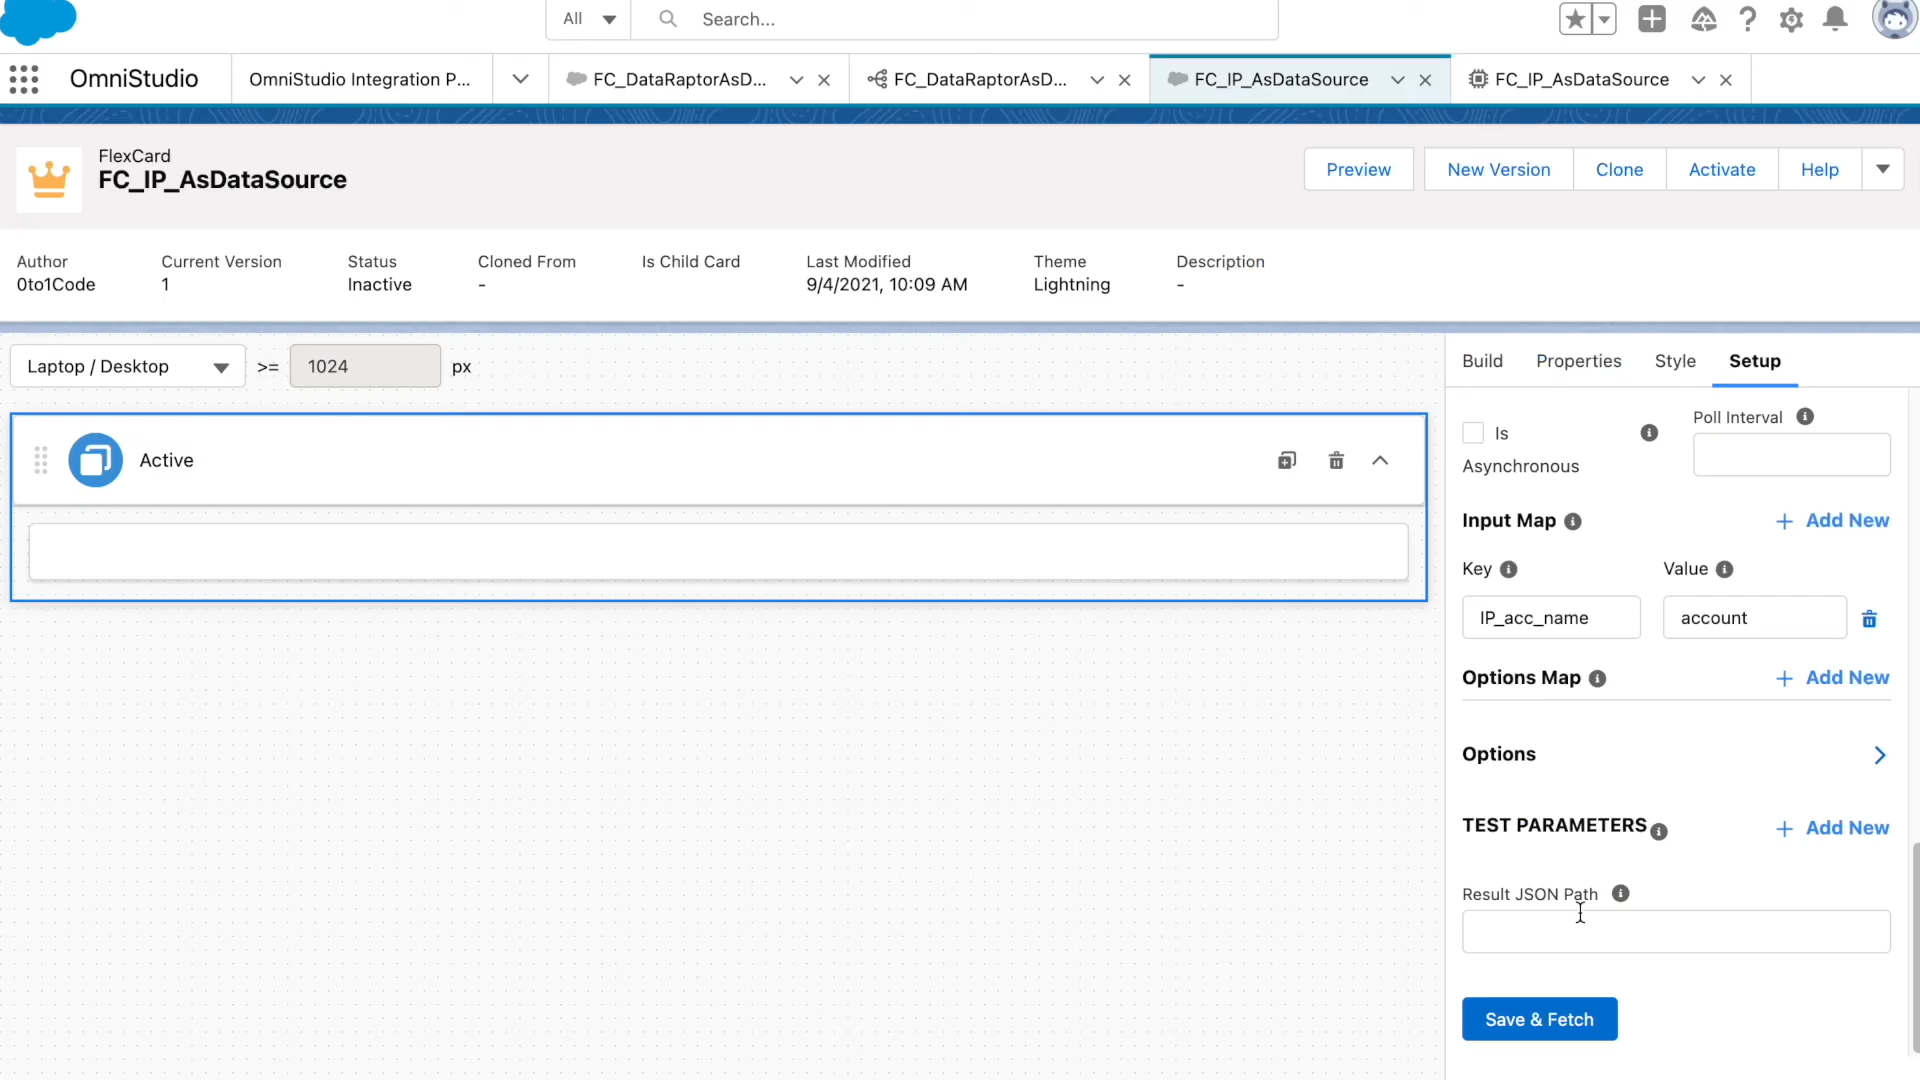 All
Search...
OmniStudio
OmniStudio Integration P...
FC_DataRaptorAsD...
FC_DataRaptorAsD...
FC_IP_AsDataSource
FC_IP_AsDataSource
FlexCard
FC_IP_AsDataSource
Preview
New Version
Clone
Activate
Help
Author
0to1Code
Current Version
1
Status
Inactive
Cloned From
-
Is Child Card
Last Modified
9/4/2021, 10:09 AM
Theme
Lightning
Description
-
Laptop / Desktop
>=
1024
px
Active
Build
Properties
Style
Setup
Is
Asynchronous
Poll Interval
Input Map
+ Add New
Key
Value
IP_acc_name
account
Options Map
+ Add New
Options
TEST PARAMETERS
+ Add New
Result JSON Path
Save & Fetch